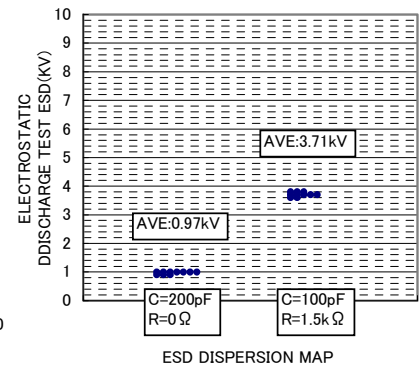 10
9
8
7
6
5
4
3
2
1
0
ELECTROSTATIC
DDISCHARGE TEST ESD(KV)
AVE:3.71kV
AVE:0.97kV
C=200pF
R=0Ω
C=100pF
R=1.5kΩ
ESD DISPERSION MAP
0